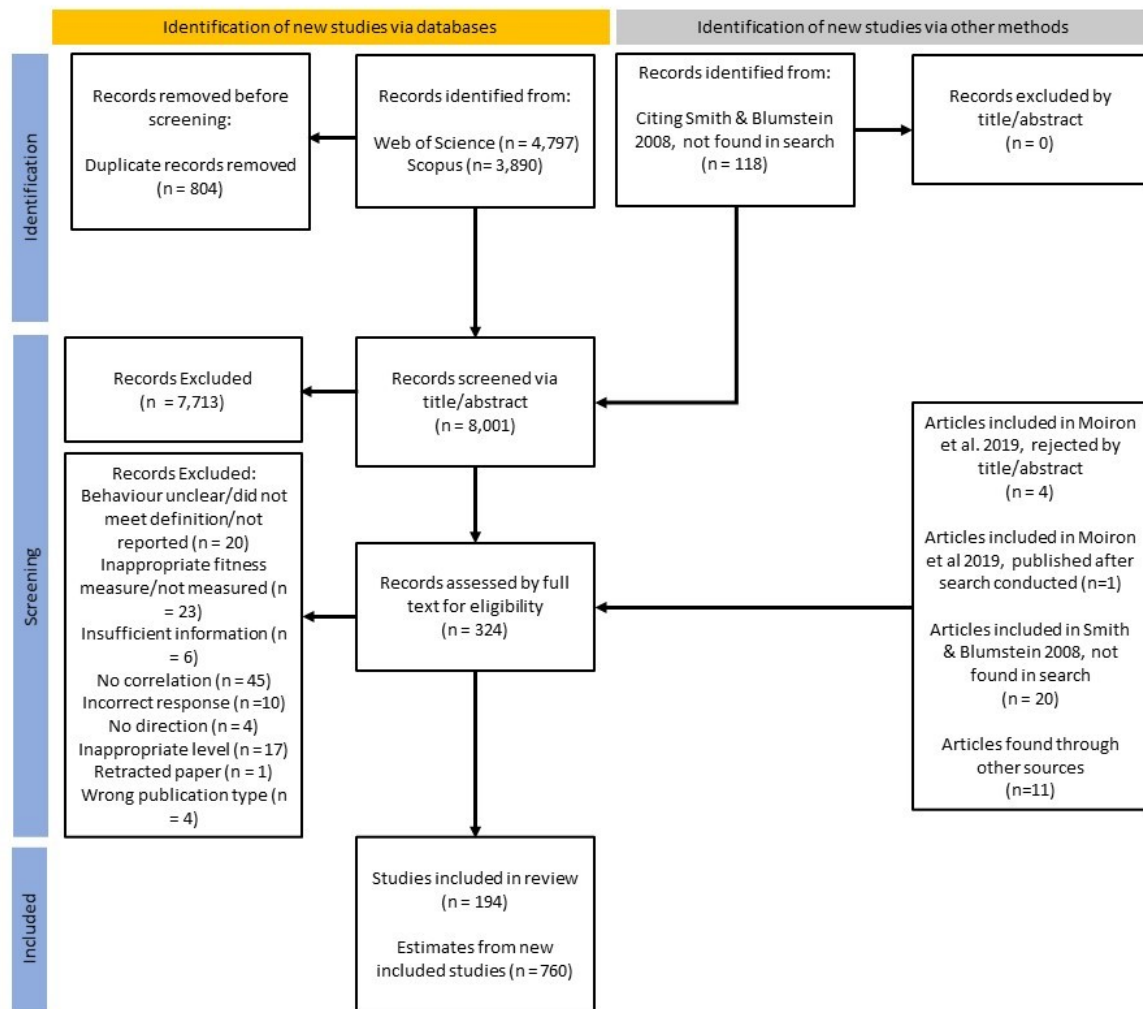 Identification of new studies via databases
Identification of new studies via other methods
Identification
Records removed before
screening:
Duplicate records removed
(n = 804)
Records identified from:
Web of Science (n = 4,797)
Scopus (n = 3,890)
Records identified from:
Citing Smith & Blumstein
2008, not found in search
(n = 118)
Records excluded by
title/abstract
(n = 0)
Screening
Records Excluded
(n = 7,713)
Records screened via
title/abstract
(n = 8,001)
Records Excluded:
Behaviour unclear/did not
meet definition/not
reported (n = 20)
Inappropriate fitness
measure/not measured (n
= 23)
Insufficient information (n
= 6)
No correlation (n = 45)
Incorrect response (n =10)
No direction (n = 4)
Inappropriate level (n = 17)
Retracted paper (n = 1)
Wrong publication type (n
= 4)
Records assessed by full
text for eligibility
(n = 324)
Articles included in Moiron
et al. 2019, rejected by
title/abstract
(n = 4)
Articles included in Moiron
et al 2019, published after
search conducted (n=1)
Articles included in Smith
& Blumstein 2008, not
found in search
(n = 20)
Articles found through
other sources
(n=11)
Included
Studies included in review
(n = 194)
Estimates from new
included studies (n = 760)